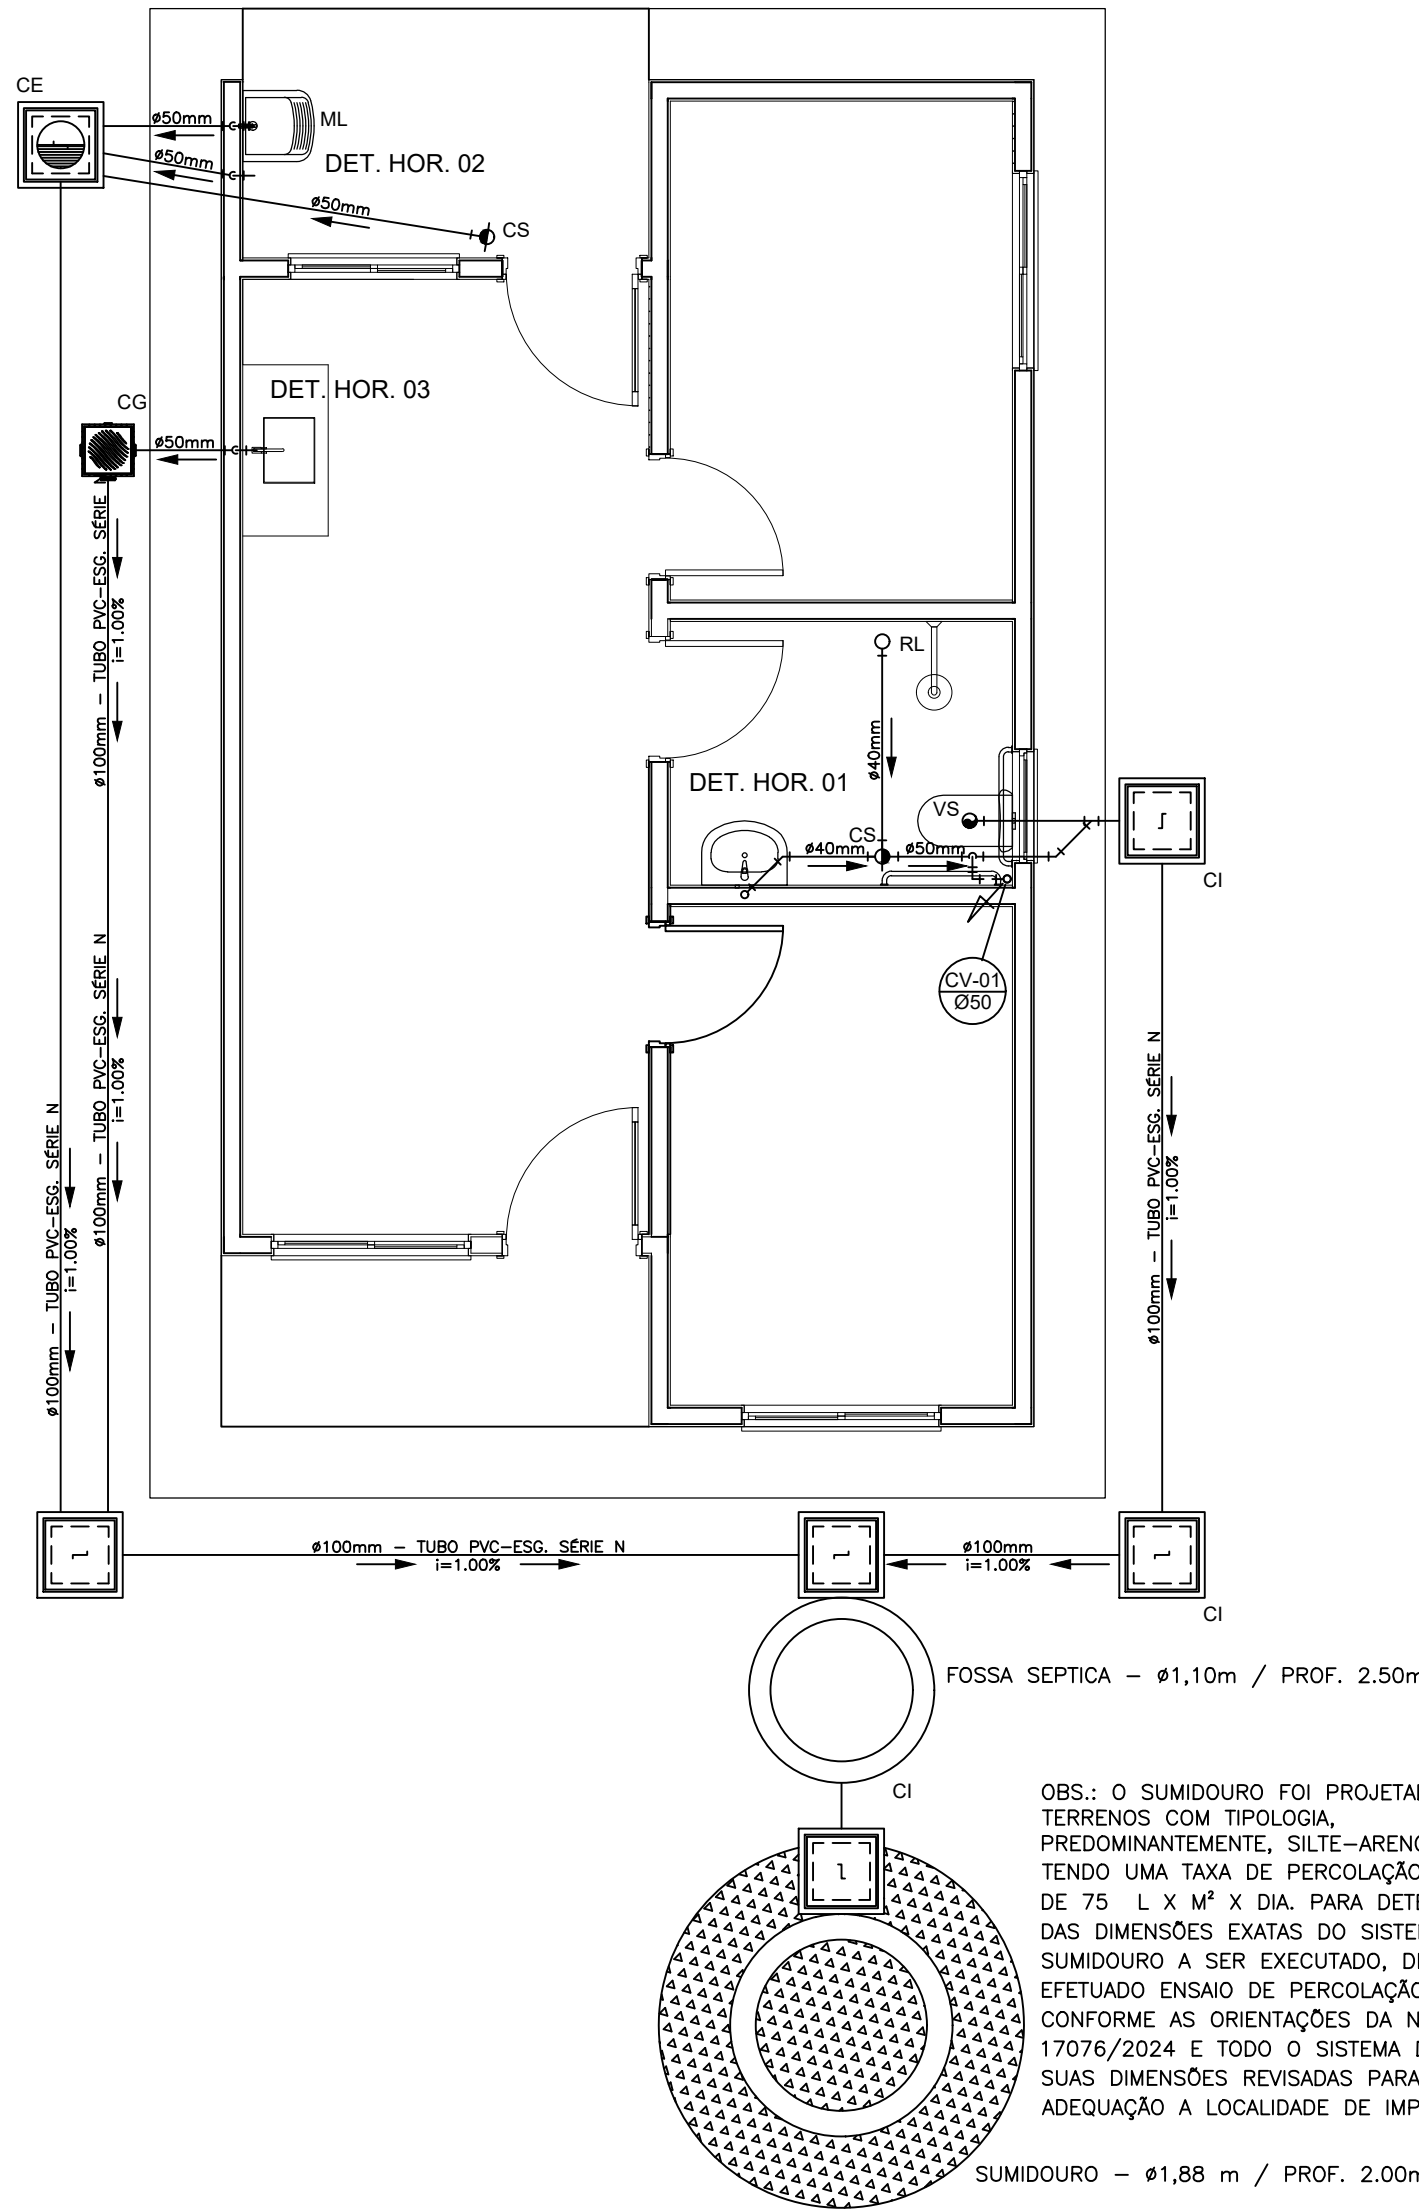 CE
ø50mm
ML
ø50mm
DET. HOR. 02
ø50mm
CS
DET. HOR. 03
CG
ø50mm
ø100mm – TUBO PVC–ESG. SÉRIE N
i=1.00%
RL
ø40mm
DET. HOR. 01
VS
CS
ø40mm
ø50mm
CI
CV-01
Ø50
ø100mm – TUBO PVC–ESG. SÉRIE N
i=1.00%
ø100mm – TUBO PVC–ESG. SÉRIE N
i=1.00%
ø100mm – TUBO PVC–ESG. SÉRIE N
i=1.00%
ø100mm – TUBO PVC–ESG. SÉRIE N
i=1.00%
ø100mm
i=1.00%
CI
FOSSA SEPTICA – ø1,10m / PROF. 2.50m
CI
OBS.: O SUMIDOURO FOI
TERRENOS COM TIPOLOGIA,
PREDOMINANTEMENTE,
TENDO UMA TAXA DE PERCOLAÇÃO
DE 75 L X M² X DIA. PARA
DAS DIMENSÕES EXATAS DO
SUMIDOURO A SER EXECUTADO,
EFETUADO ENSAIO DE PERCOLAÇÃO
CONFORME AS ORIENTAÇÕES DA
17076/2024 E TODO O SISTEMA
SUAS DIMENSÕES REVISADAS PARA
ADEQUAÇÃO A LOCALIDADE DE
SUMIDOURO – ø1,88 m / PROF. 2.00m